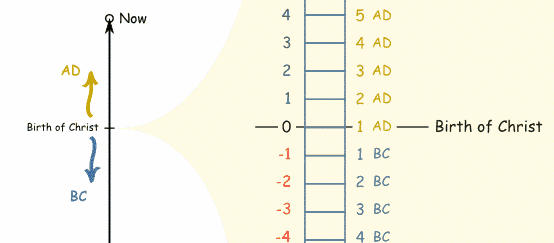 Now
AD
Birth of Christ
BC
4 5 AD
3 4 AD
2 3 AD
1 2 AD
0 1 AD Birth of Christ
-1 1 BC
-2 2 BC
-3 3 BC
-4 4 BC